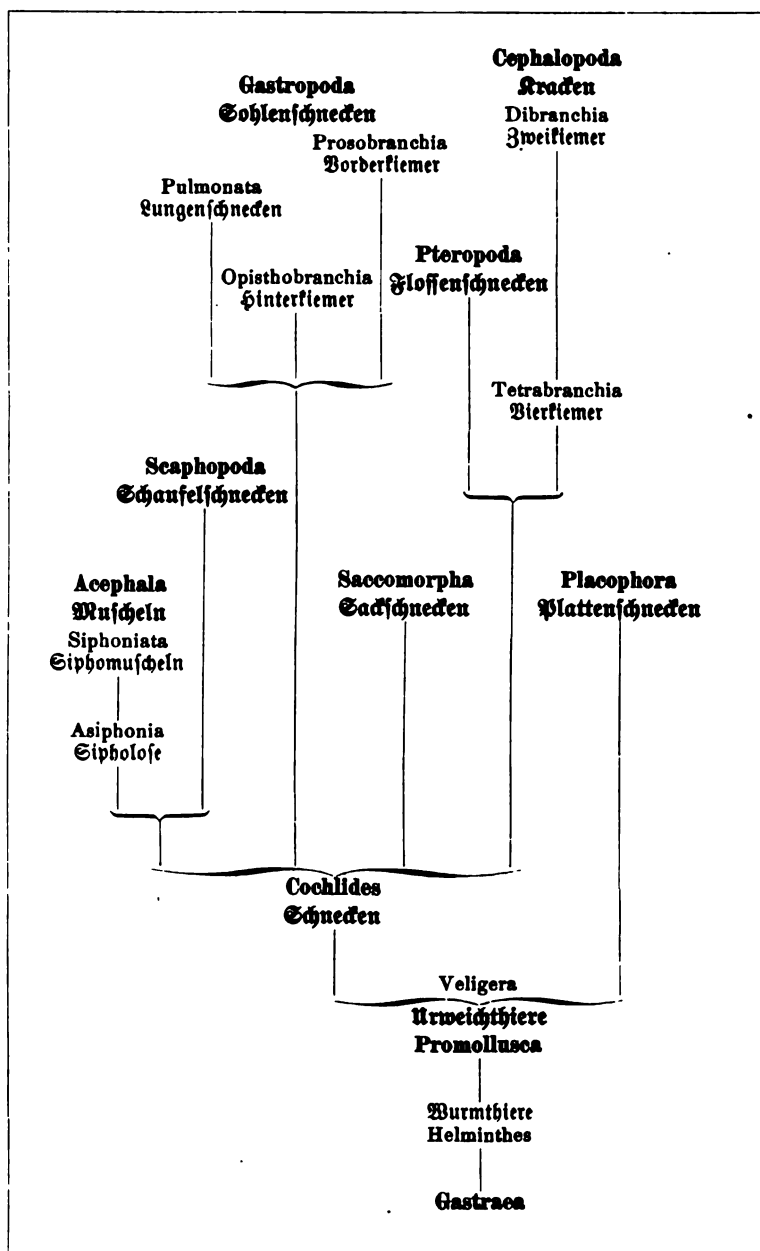 Cephalopoda
Kracken
Dibranchia
Zweikiemer
Gastropoda
Sohlenschnecken
Prosobranchia
Vorderkiemer
Pulmonata
Lungenschnecken
Opisthobranchia
Hinterkiemer
Pteropoda
Flossenschnecken
Tetrabranchia
Vierkiemer
Scaphopoda
Schaufelschnecken
Acephala
Muscheln
Siphoniata
Siphomuscheln
Asiphonia
Sipholose
Saccomorpha
Sackschnecken
Placophora
Plattenschnecken
Cochlides
Schnecken
Veligera
Urweichthiere
Promollusca
Wurmthiere
Helminthes
Gastraea